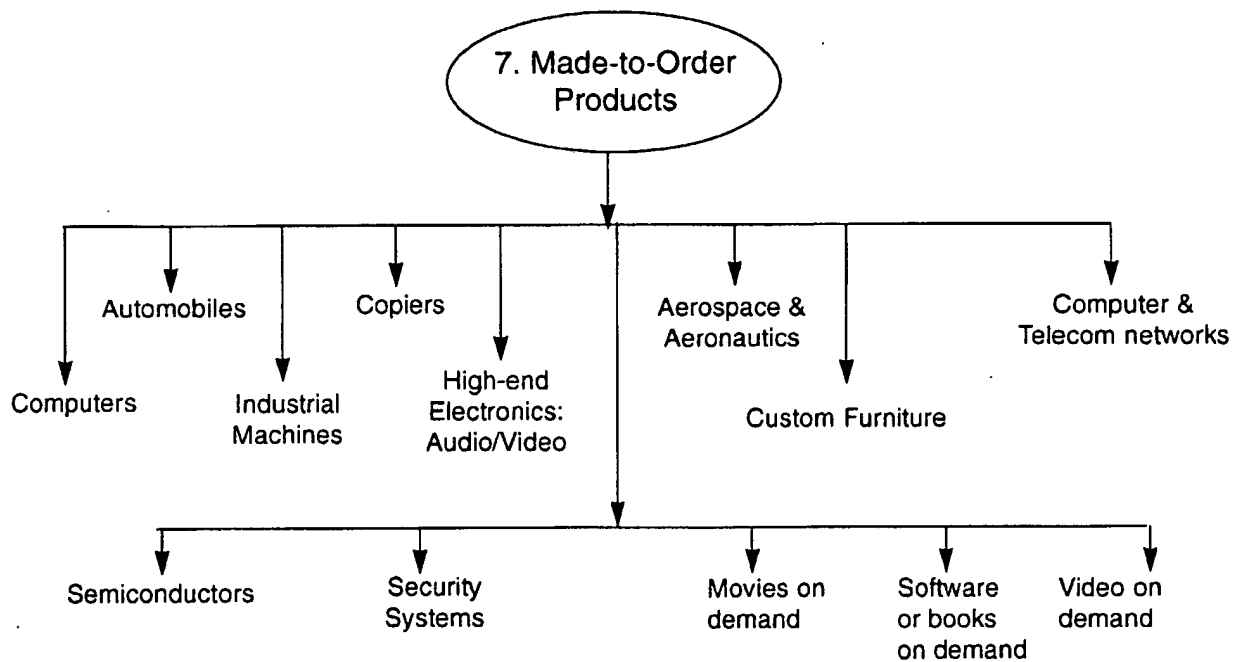 7. Made-to-Order
Products
Automobiles
Copiers
Aerospace &
Aeronautics
Computer &
Telecom networks
Computers
Industrial
Machines
High-end
Electronics:
Audio/Video
Custom Furniture
Semiconductors
Security
Systems
Movies on
demand
Software
or books
on demand
Video on
demand